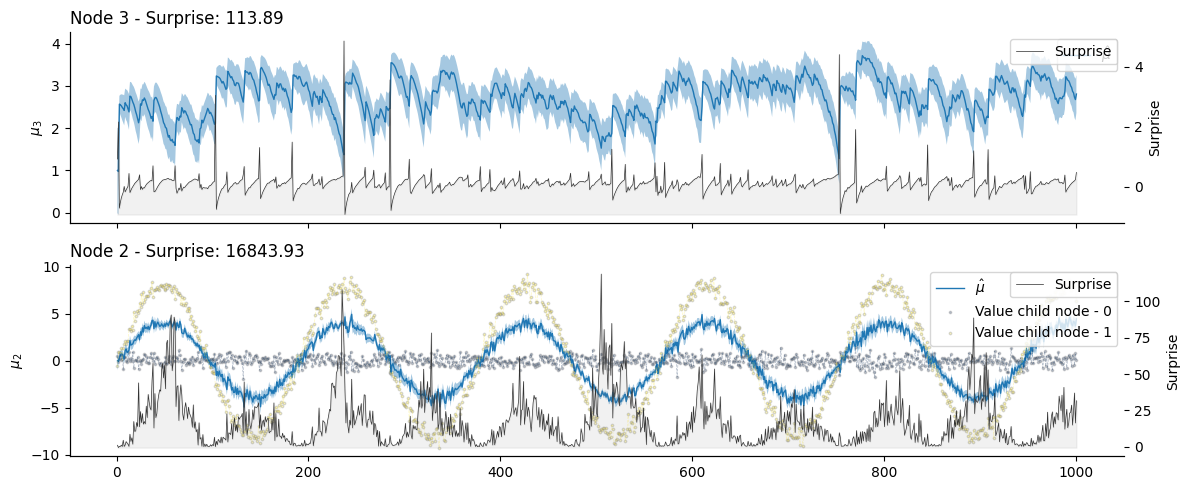 Node 3 - Surprise: 113.89
4
3
2
1
0
μ₃
Surprise
4
2
0
Surprise
Node 2 - Surprise: 16843.93
10
5
0
−5
−10
μ₂
μ̂
Value child node - 0
Value child node - 1
Surprise
100
75
50
25
0
Surprise
0
200
400
600
800
1000